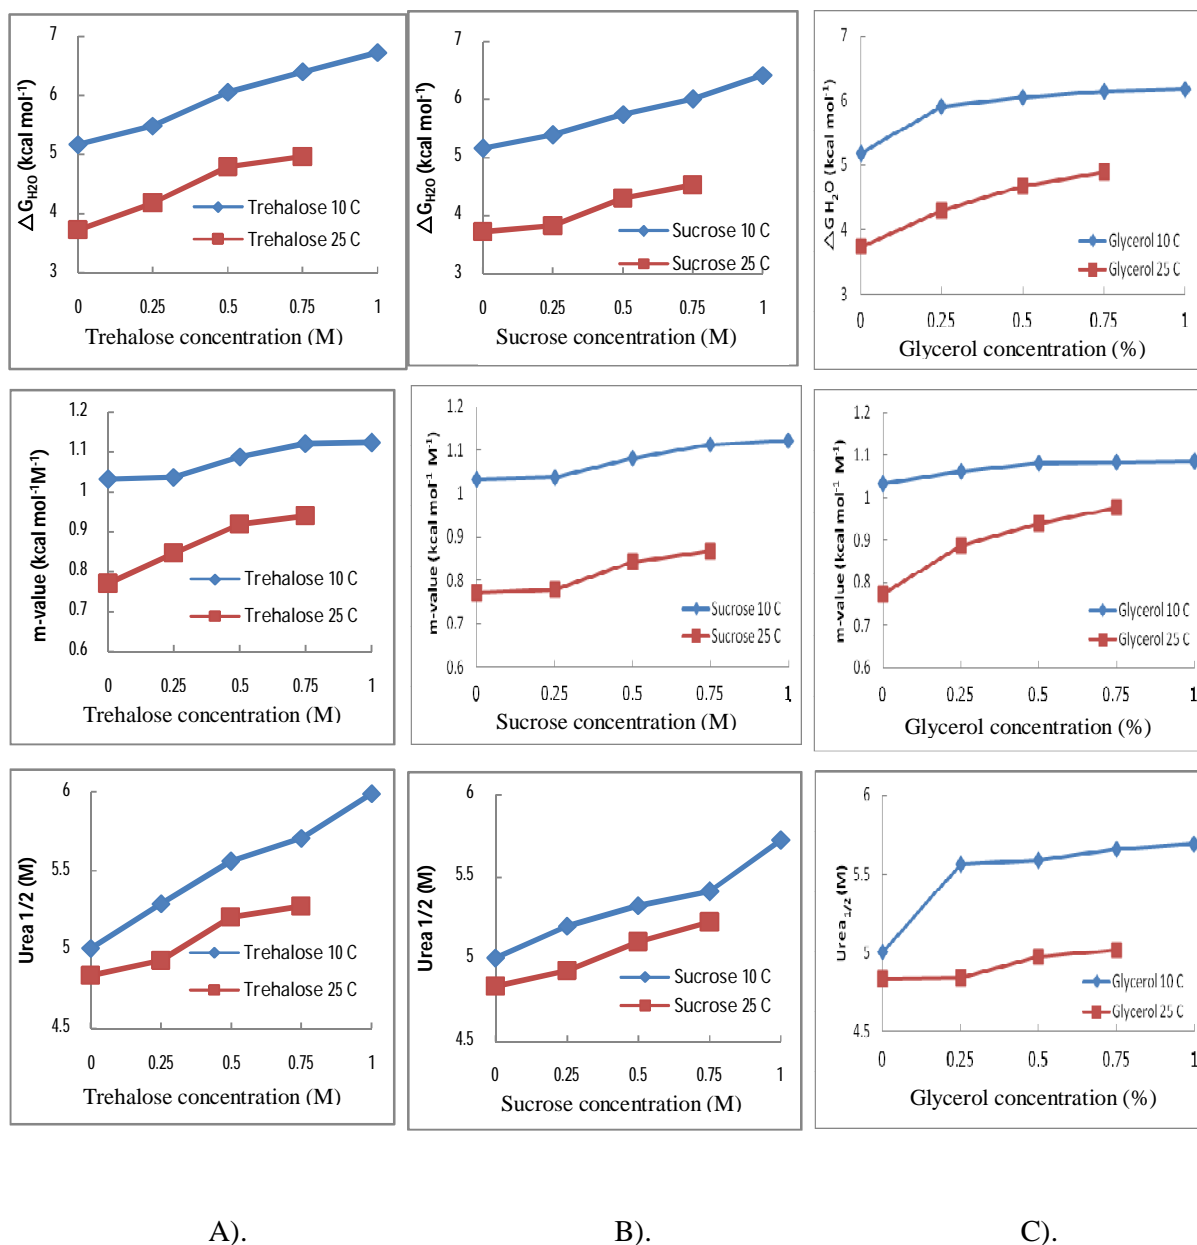 7
6
5
4
3
△G_H2O (kcal mol⁻¹)
Trehalose 10 C
Trehalose 25 C
0 0.25 0.5 0.75 1
Trehalose concentration (M)
7
6
5
4
3
△G_H2O (kcal mol⁻¹)
Sucrose 10 C
Sucrose 25 C
0 0.25 0.5 0.75 1
Sucrose concentration (M)
7
6
5
4
3
△G H₂O (kcal mol⁻¹)
Glycerol 10 C
Glycerol 25 C
0 0.25 0.5 0.75 1
Glycerol concentration (%)
1.2
1.1
1
0.9
0.8
0.7
0.6
m-value (kcal mol⁻¹M⁻¹)
Trehalose 10 C
Trehalose 25 C
0 0.25 0.5 0.75 1
Trehalose concentration (M)
1.2
1.1
1
0.9
0.8
0.7
0.6
m-value (kcal mol⁻¹ M⁻¹)
Sucrose 10 C
Sucrose 25 C
0 0.25 0.5 0.75 1
Sucrose concentration (M)
1.2
1.1
1
0.9
0.8
0.7
0.6
m-value (kcal mol⁻¹ M⁻¹)
Glycerol 10 C
Glycerol 25 C
0 0.25 0.5 0.75 1
Glycerol concentration (%)
6
5.5
5
4.5
Urea 1/2 (M)
Trehalose 10 C
Trehalose 25 C
0 0.25 0.5 0.75 1
Trehalose concentration (M)
6
5.5
5
4.5
Urea 1/2 (M)
Sucrose 10 C
Sucrose 25 C
0 0.25 0.5 0.75 1
Sucrose concentration (M)
6
5.5
5
4.5
Urea₁/₂(M)
Glycerol 10 C
Glycerol 25 C
0 0.25 0.5 0.75 1
Glycerol concentration (%)
A). B). C).